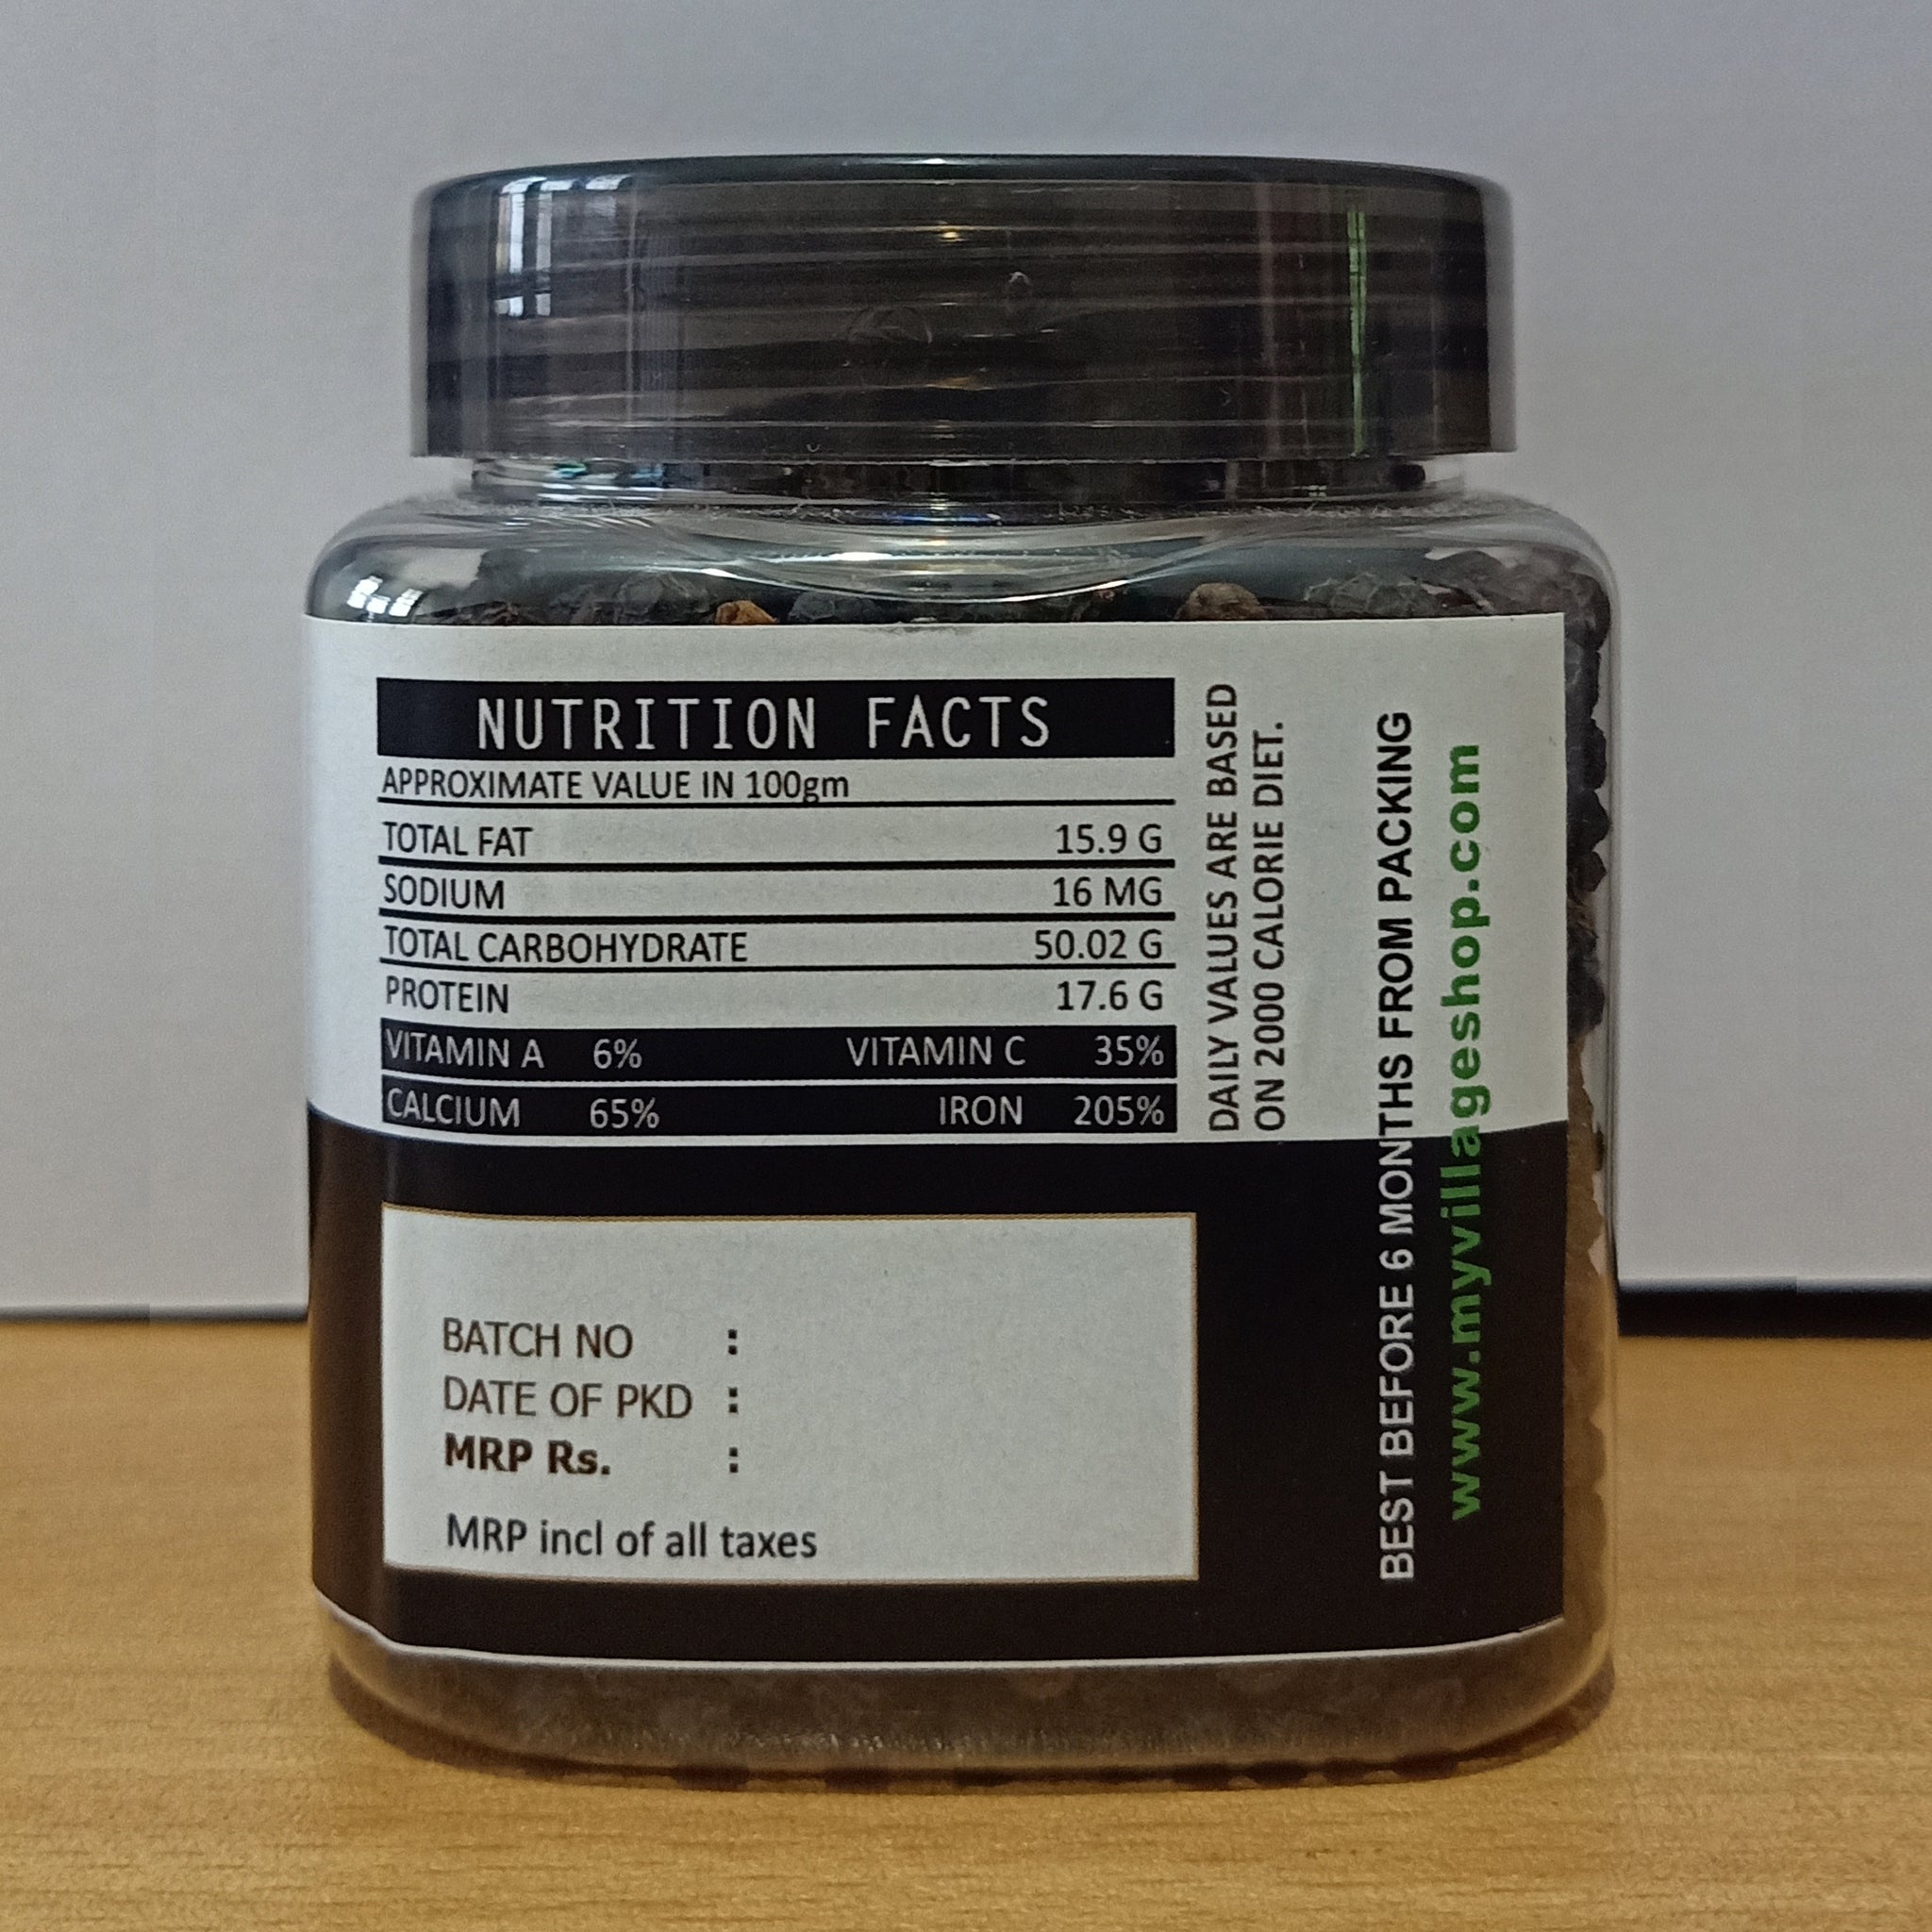 NUTRITION FACTS
APPROXIMATE VALUE IN 100gm
TOTAL FAT 15.9 G
SODIUM 16 MG
TOTAL CARBOHYDRATE 50.02 G
PROTEIN 17.6 G
VITAMIN A 6% VITAMIN C 35%
CALCIUM 65% IRON 205%
DAILY VALUES ARE BASED
ON 2000 CALORIE DIET.
BEST BEFORE 6 MONTHS FROM PACKING
www.myvillageshop.com
BATCH NO :
DATE OF PKD :
MRP Rs. :
MRP incl of all taxes